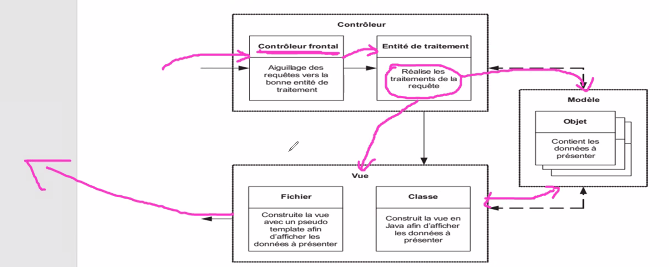 Contrôleur
Contrôleur frontal
Aiguillage des
requêtes vers la
bonne entité de
traitement
Entité de traitement
Réalise les
traitements de la
requête
Modèle
Objet
Contient les
données à
présenter
Vue
Fichier
Construite la vue
avec un pseudo
template afin
d'afficher les
données à présenter
Classe
Construit la vue en
Java afin d'afficher
les données à
présenter